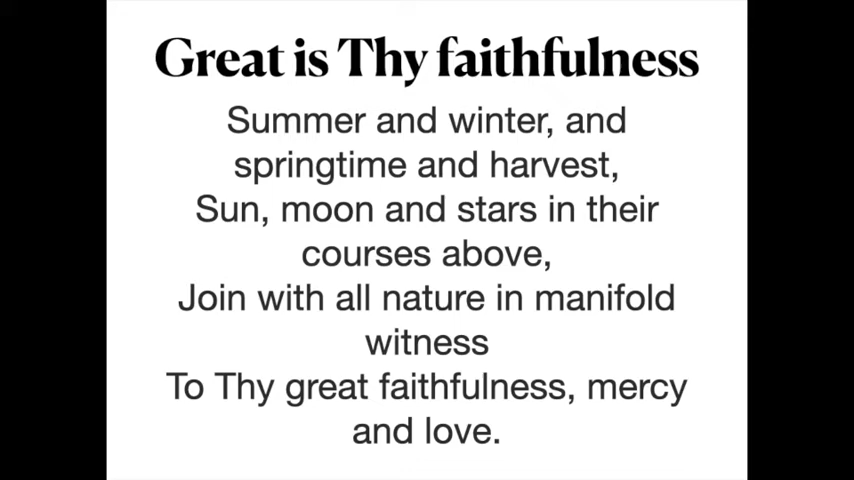 Great is Thy faithfulness
Summer and winter, and
springtime and harvest,
Sun, moon and stars in their
courses above,
Join with all nature in manifold
witness
To Thy great faithfulness, mercy
and love.